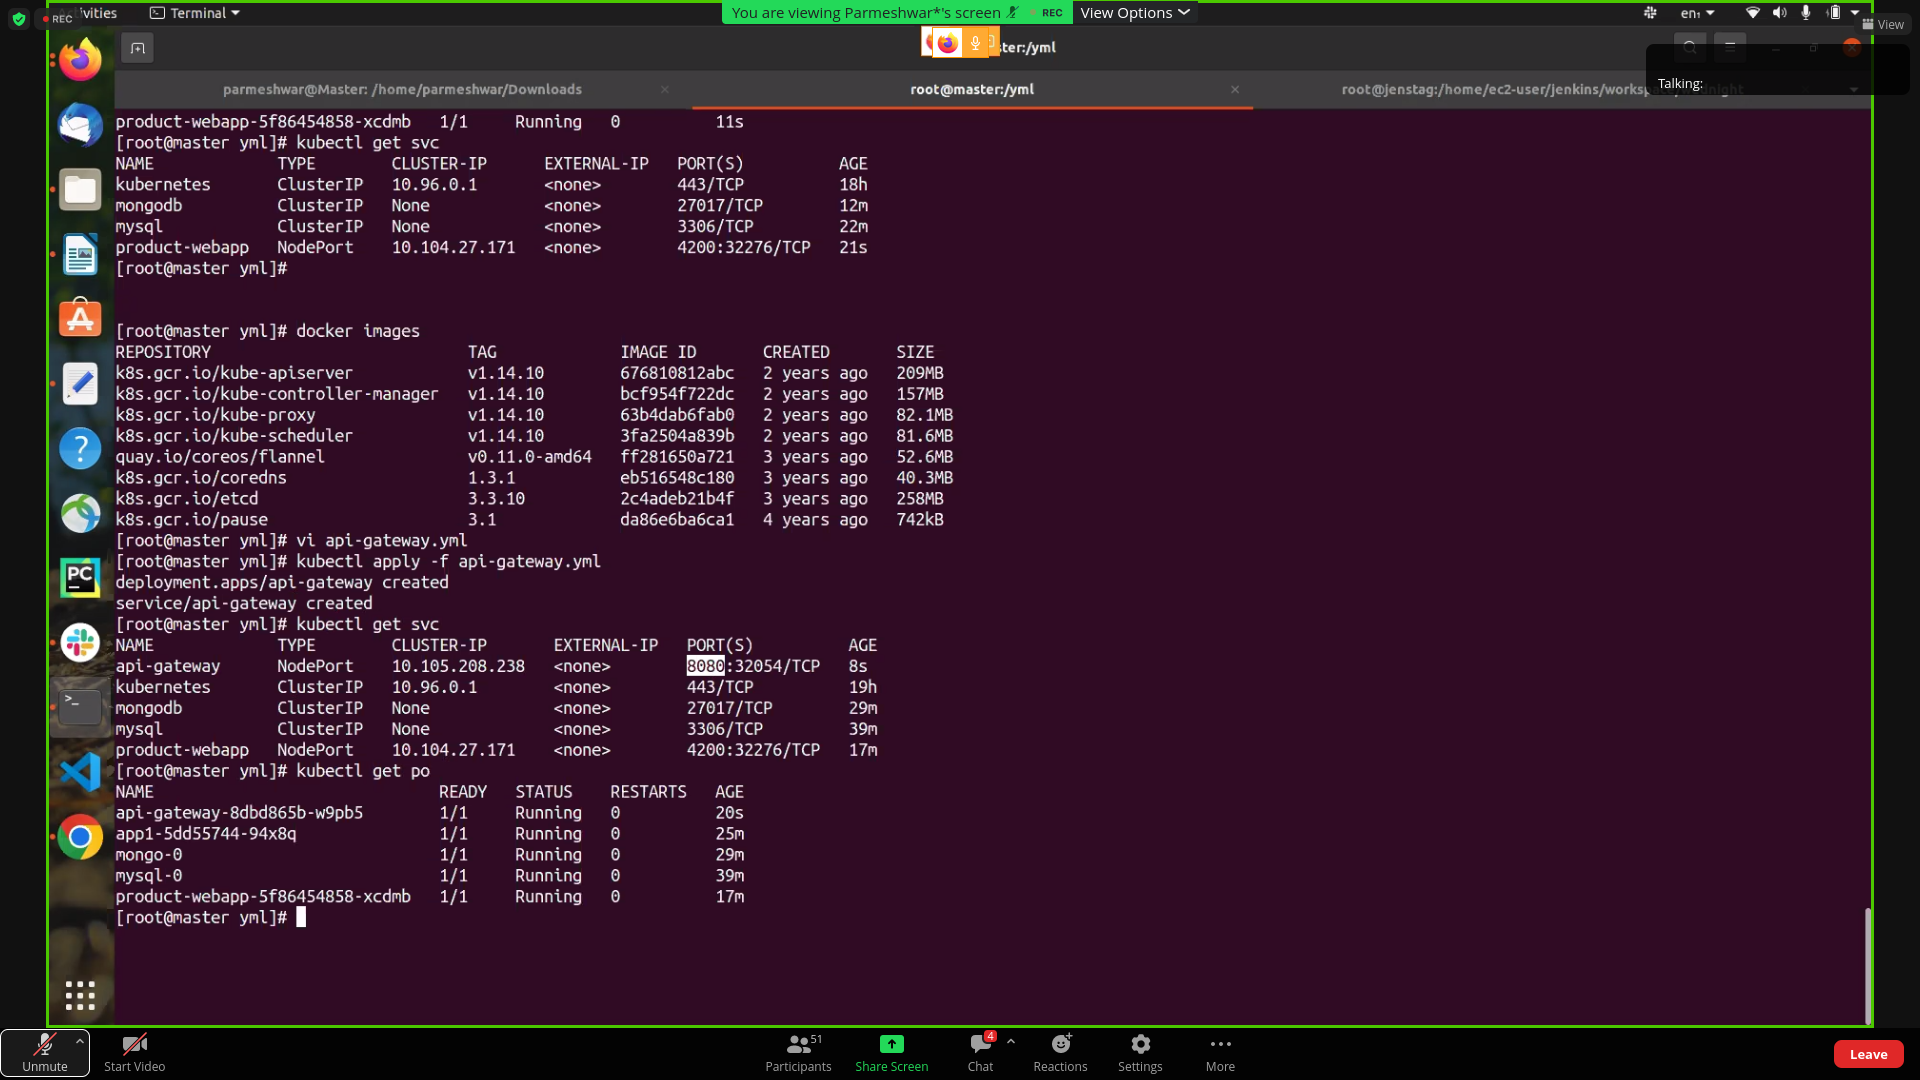 REC
tivities
Terminal
You are viewing Parmeshwar*'s screen
REC
View Options
en₁
View
ter:/yml
Talking:
parmeshwar@Master: /home/parmeshwar/Downloads
root@master:/yml
root@jenstag:/home/ec2-user/jenkins/workspa
product-webapp-5f86454858-xcdmb 1/1 Running 0 11s
[root@master yml]# kubectl get svc
NAME TYPE CLUSTER-IP EXTERNAL-IP PORT(S) AGE
kubernetes ClusterIP 10.96.0.1 <none> 443/TCP 18h
mongodb ClusterIP None <none> 27017/TCP 12m
mysql ClusterIP None <none> 3306/TCP 22m
product-webapp NodePort 10.104.27.171 <none> 4200:32276/TCP 21s
[root@master yml]#
[root@master yml]# docker images
REPOSITORY TAG IMAGE ID CREATED SIZE
k8s.gcr.io/kube-apiserver v1.14.10 676810812abc 2 years ago 209MB
k8s.gcr.io/kube-controller-manager v1.14.10 bcf954f722dc 2 years ago 157MB
k8s.gcr.io/kube-proxy v1.14.10 63b4dab6fab0 2 years ago 82.1MB
k8s.gcr.io/kube-scheduler v1.14.10 3fa2504a839b 2 years ago 81.6MB
quay.io/coreos/flannel v0.11.0-amd64 ff281650a721 3 years ago 52.6MB
k8s.gcr.io/coredns 1.3.1 eb516548c180 3 years ago 40.3MB
k8s.gcr.io/etcd 3.3.10 2c4adeb21b4f 3 years ago 258MB
k8s.gcr.io/pause 3.1 da86e6ba6ca1 4 years ago 742kB
[root@master yml]# vi api-gateway.yml
[root@master yml]# kubectl apply -f api-gateway.yml
deployment.apps/api-gateway created
service/api-gateway created
[root@master yml]# kubectl get svc
NAME TYPE CLUSTER-IP EXTERNAL-IP PORT(S) AGE
api-gateway NodePort 10.105.208.238 <none> 8080:32054/TCP 8s
kubernetes ClusterIP 10.96.0.1 <none> 443/TCP 19h
mongodb ClusterIP None <none> 27017/TCP 29m
mysql ClusterIP None <none> 3306/TCP 39m
product-webapp NodePort 10.104.27.171 <none> 4200:32276/TCP 17m
[root@master yml]# kubectl get po
NAME READY STATUS RESTARTS AGE
api-gateway-8dbd865b-w9pb5 1/1 Running 0 20s
app1-5dd55744-94x8q 1/1 Running 0 25m
mongo-0 1/1 Running 0 29m
mysql-0 1/1 Running 0 39m
product-webapp-5f86454858-xcdmb 1/1 Running 0 17m
[root@master yml]#
PC
Unmute
Start Video
51
Participants
Share Screen
4
Chat
Reactions
Settings
More
Leave